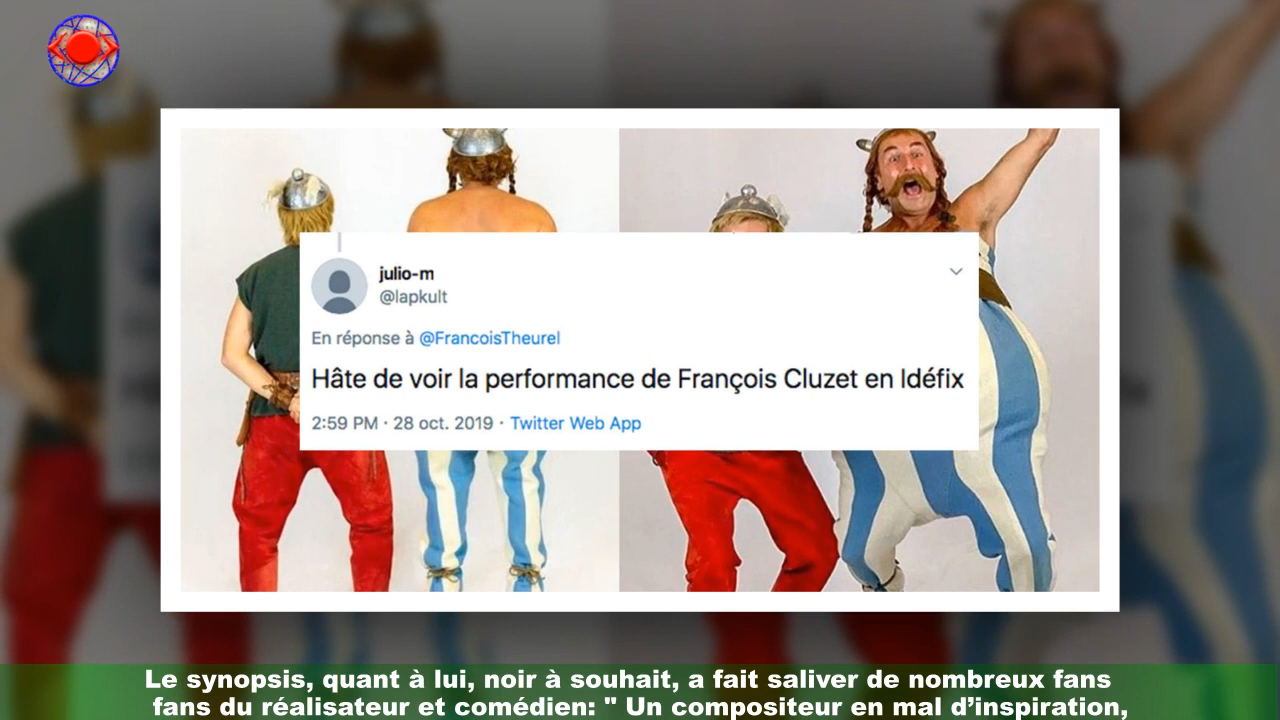 julio-m
@lapkult
En réponse à @FrancoisTheurel
Hâte de voir la performance de François Cluzet en Idéfix
2:59 PM · 28 oct. 2019 · Twitter Web App
Le synopsis, quant à lui, noir à souhait, a fait saliver de nombreux fans
fans du réalisateur et comédien: " Un compositeur en mal d’inspiration,